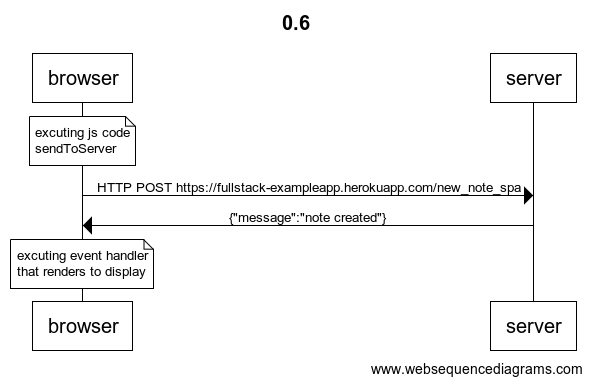 0.6
browser
server
excuting js code
sendToServer
HTTP POST https://fullstack-exampleapp.herokuapp.com/new_note_spa
{"message":"note created"}
excuting event handler
that renders to display
browser
server
www.websequencediagrams.com